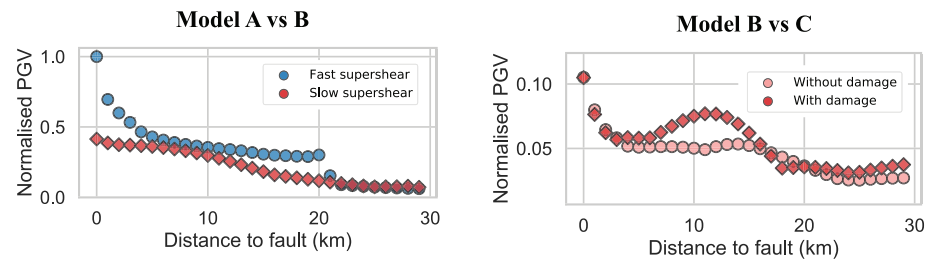 Model A vs B
Normalised PGV
1.0
0.5
0.0
Fast supershear
Slow supershear
0
10
20
30
Distance to fault (km)
Model B vs C
Normalised PGV
0.10
0.05
Without damage
With damage
0
10
20
30
Distance to fault (km)